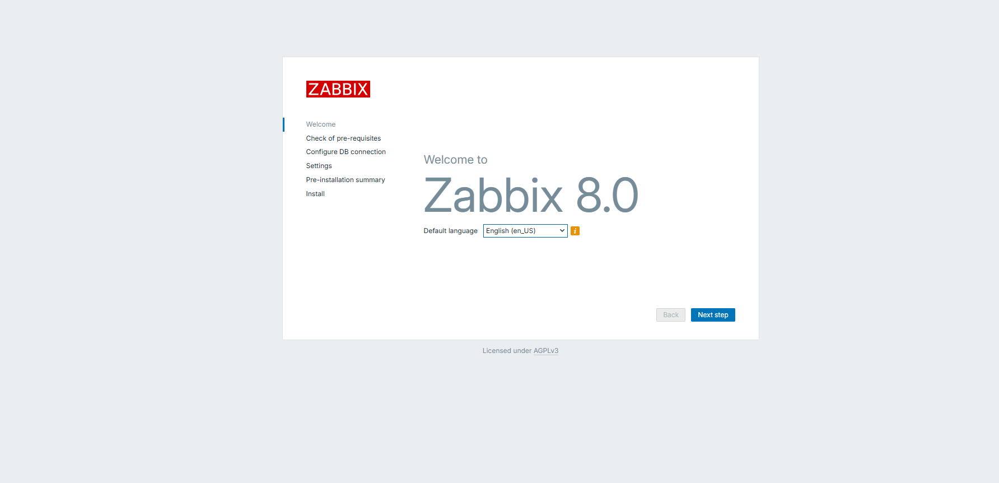 ZABBIX
Welcome
Check of pre-requisites
Configure DB connection
Settings
Pre-installation summary
Install
Welcome to
Zabbix 8.0
Default language English (en_US) i
Back Next step
Licensed under AGPLv3